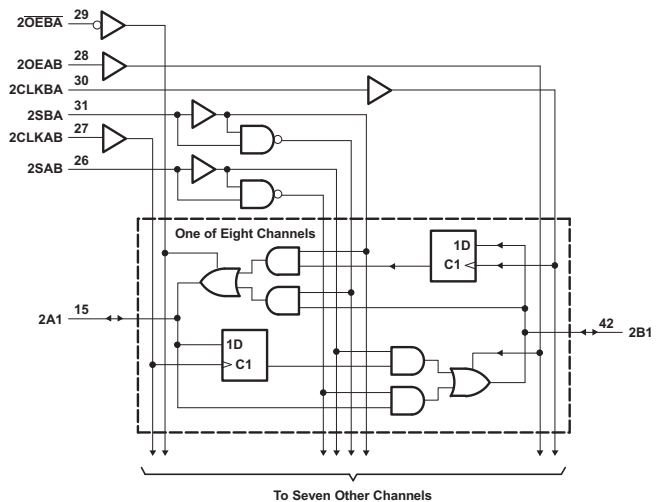 2O̅E̅B̅A̅ 29
2OEAB 28
2CLKBA 30
2SBA 31
2CLKAB 27
2SAB 26
One of Eight Channels
1D
C1
2A1 15
42 2B1
1D
C1
To Seven Other Channels